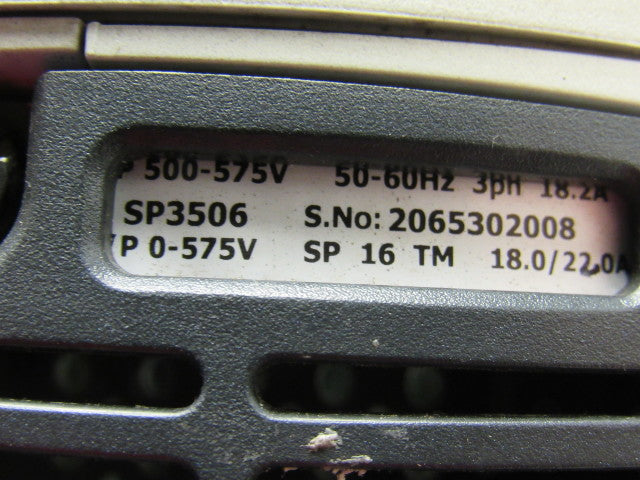 P 500-575V 50-60Hz 3pH 18.2A
SP3506 S.No: 2065302008
/P 0-575V SP 16 TM 18.0/22.0A